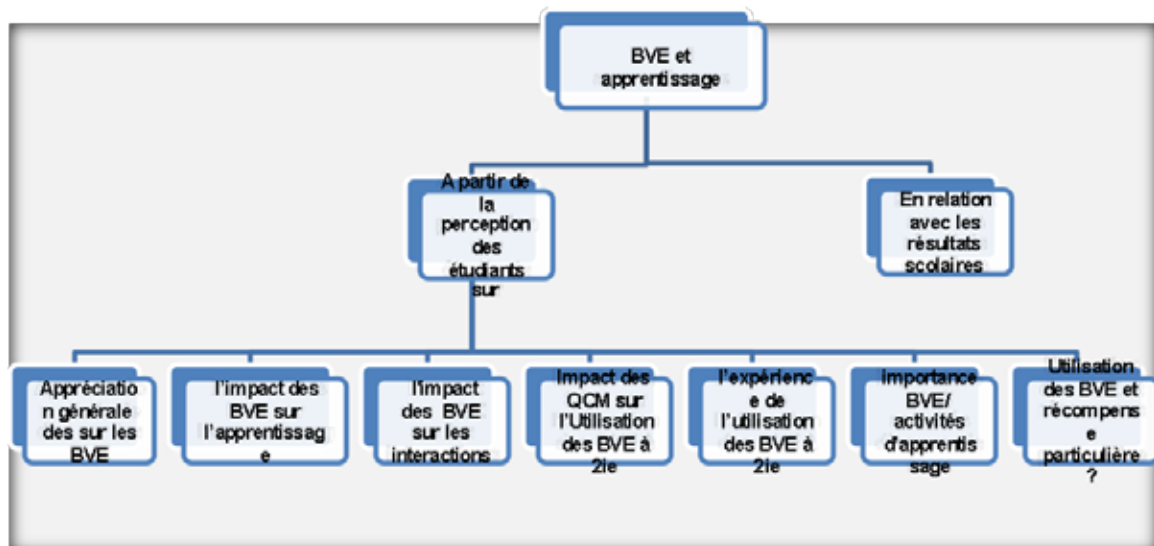 BVE et
apprentissage
A partir de
la
perception
des
étudiants
sur
En relation
avec les
résultats
scolaires
Appréciatio
n générale
des sur les
BVE
l'impact des
BVE sur
l'apprentissag
e
l'impact
des BVE
sur les
interactions
Impact des
QCM sur
l'Utilisation
des BVE à
2ie
l'expérienc
e de
l'utilisation
des BVE à
2ie
Importance
BVE/
activités
d'apprentis
sage
Utilisation
des BVE et
récompens
e
particulière
?